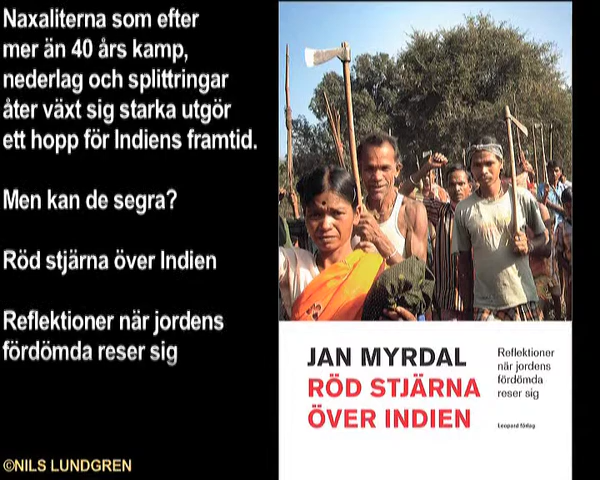 Naxaliterna som efter
mer än 40 års kamp,
nederlag och splittringar
åter växt sig starka utgör
ett hopp för Indiens framtid.
Men kan de segra?
Röd stjärna över Indien
Reflektioner när jordens
fördömda reser sig
©NILS LUNDGREN
JAN MYRDAL
RÖD STJÄRNA
ÖVER INDIEN
Reflektioner
när jordens
fördömda
reser sig
Leopard förlag